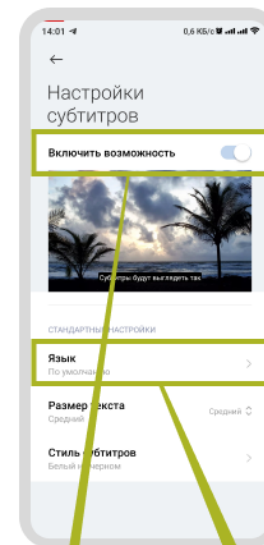 14:01
0,6 КБ/с
Настройки
субтитров
Включить возможность
Субтитры будут выглядеть так
СТАНДАРТНЫЕ НАСТРОЙКИ
Язык
По умолчанию
Размер текста
Средний
Средний
Стиль субтитров
Белый на черном